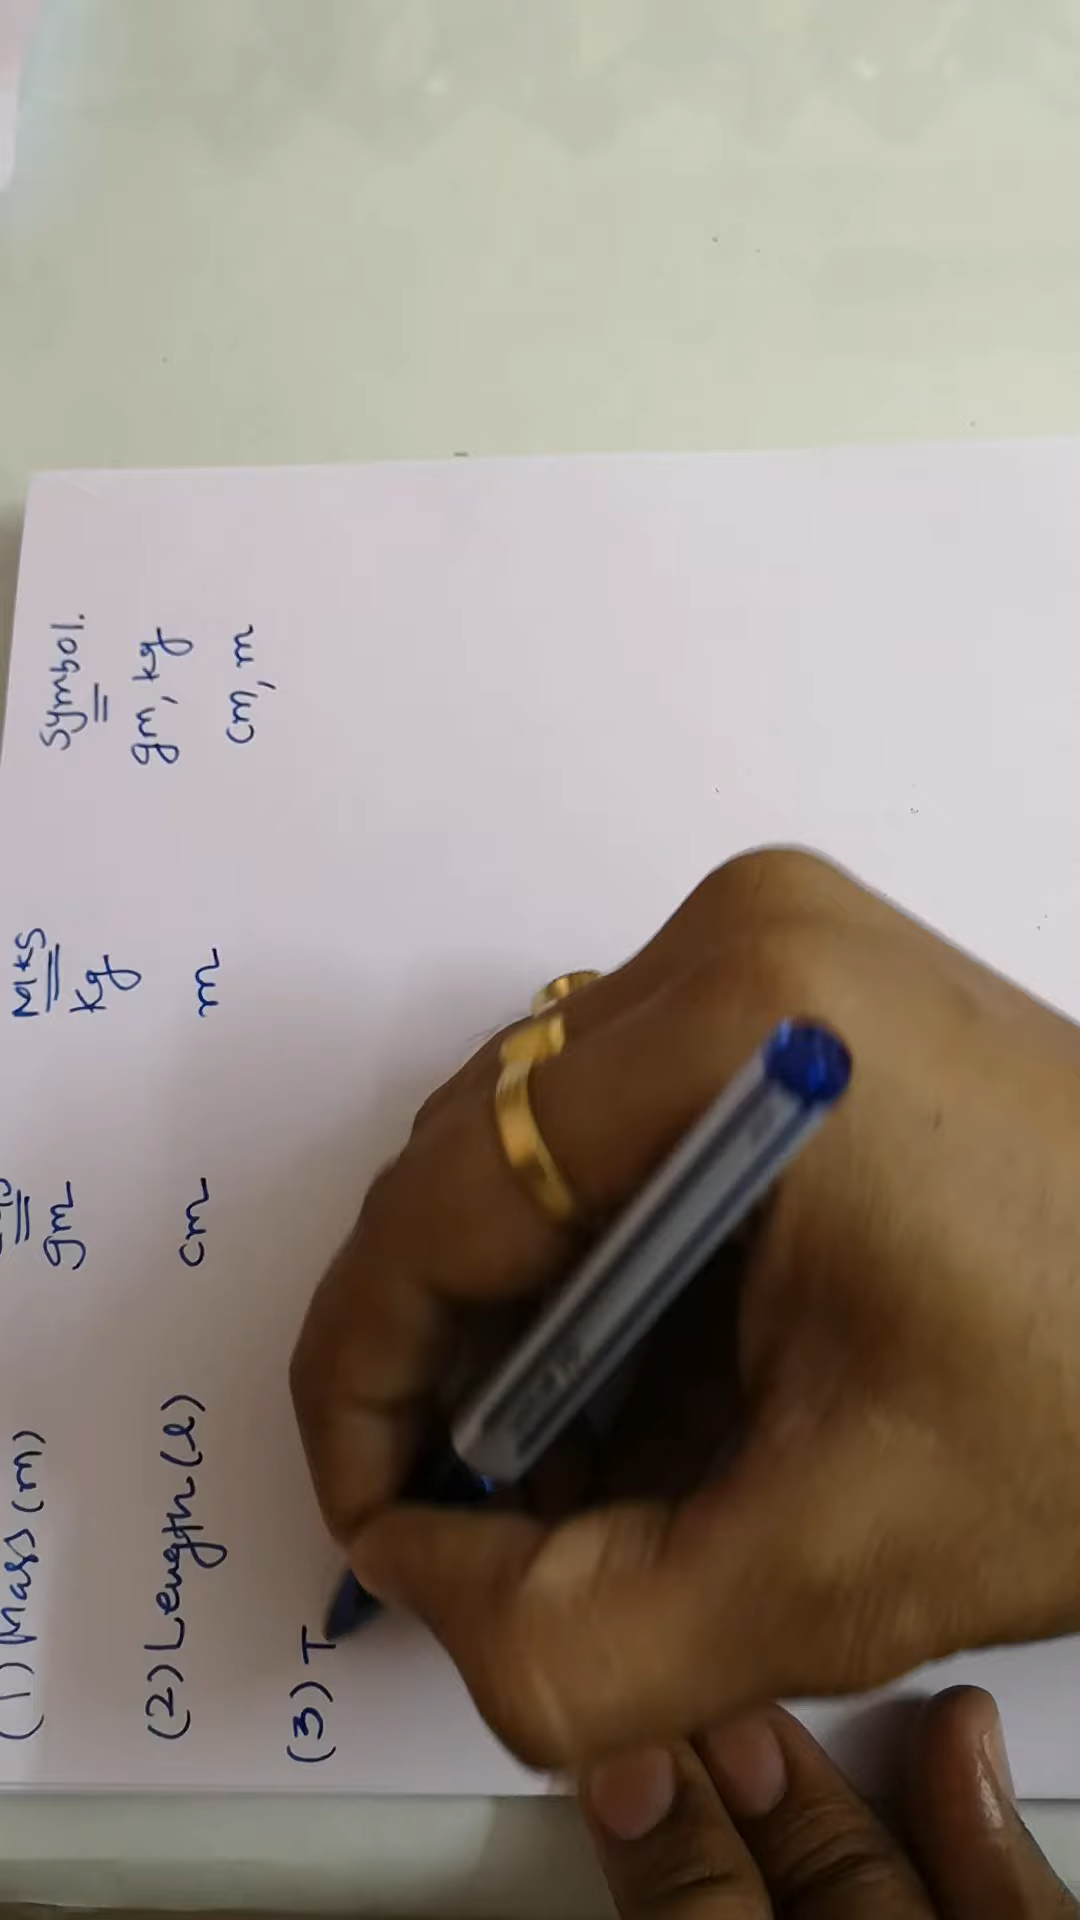 MKS Symbol.
(1) Mass (m) gm kg gm, kg
(2) Length (l) cm m cm, m
(3) T